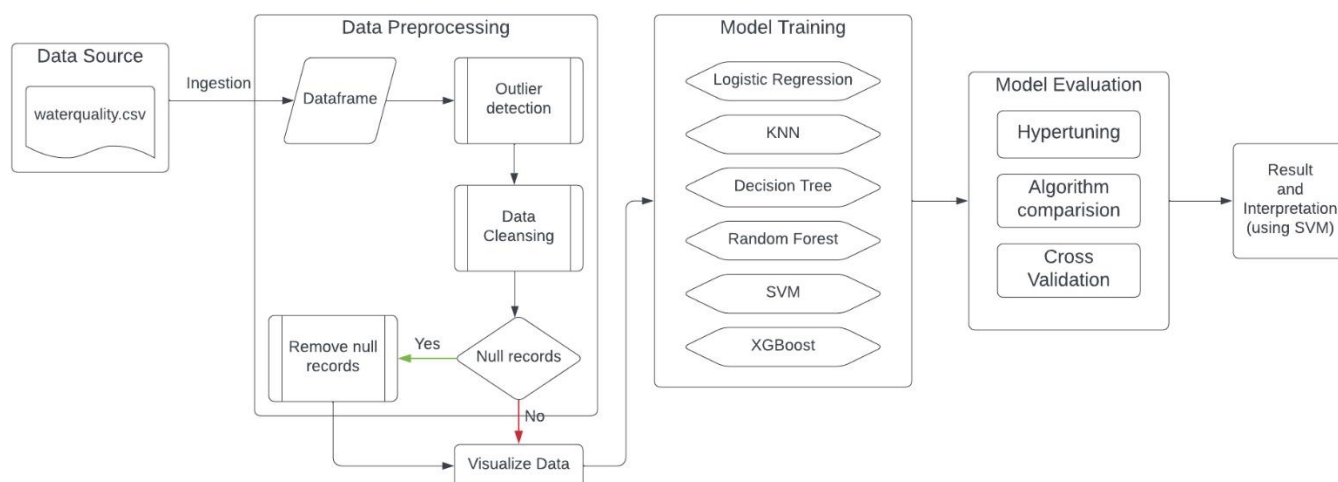 Data Source
waterquality.csv
Ingestion
Data Preprocessing
Dataframe
Outlier
detection
Data
Cleansing
Null records
Yes
Remove null
records
No
Visualize Data
Model Training
Logistic Regression
KNN
Decision Tree
Random Forest
SVM
XGBoost
Model Evaluation
Hypertuning
Algorithm
comparision
Cross
Validation
Result
and
Interpretation
(using SVM)